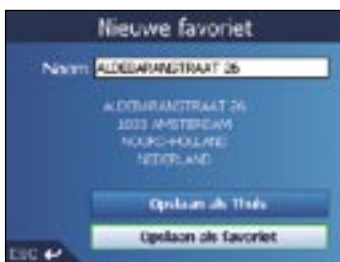 Nieuwe favoriet
Naam ALDEBARANSTRAAT 26
ALDEBARANSTRAAT 26
1033 AMSTERDAM
NOORD-HOLLAND
NEDERLAND
Opslaan als Thuis
Opslaan als favoriet
ESC